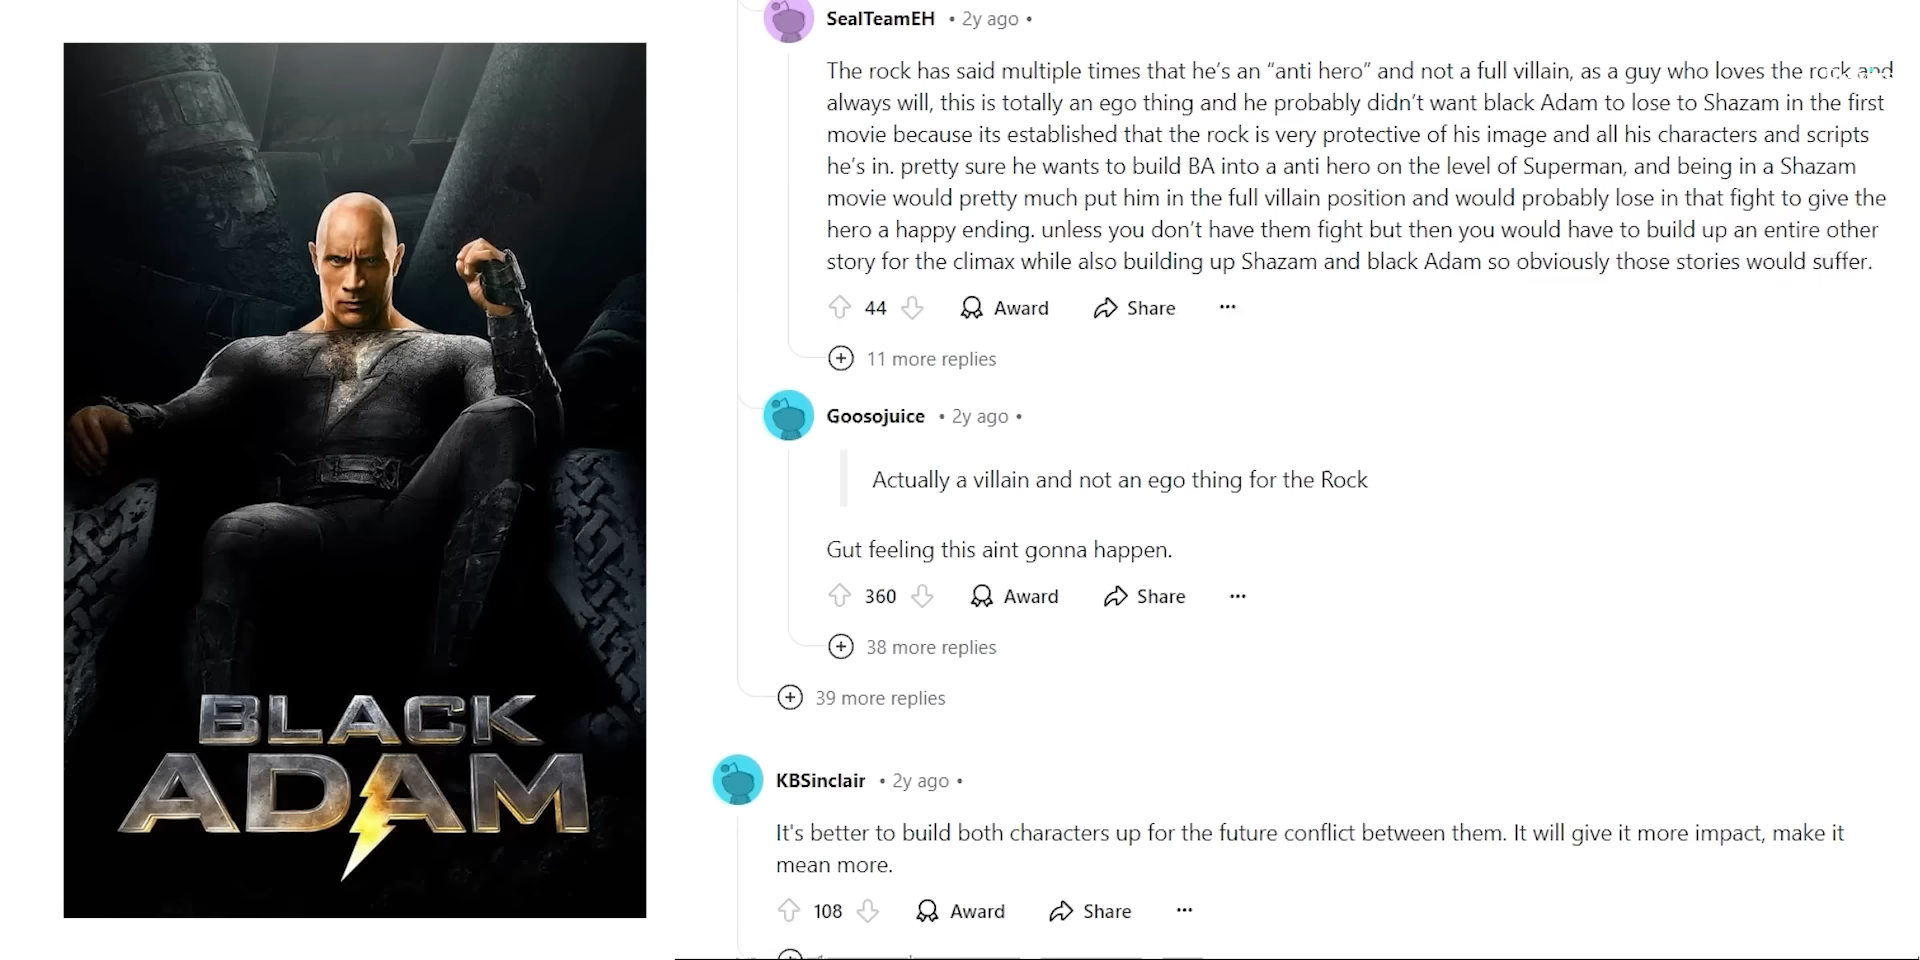 BLACK
ADAM
SealTeamEH • 2y ago •
The rock has said multiple times that he's an “anti hero” and not a full villain, as a guy who loves the rock and
always will, this is totally an ego thing and he probably didn't want black Adam to lose to Shazam in the first
movie because its established that the rock is very protective of his image and all his characters and scripts
he's in. pretty sure he wants to build BA into a anti hero on the level of Superman, and being in a Shazam
movie would pretty much put him in the full villain position and would probably lose in that fight to give the
hero a happy ending. unless you don't have them fight but then you would have to build up an entire other
story for the climax while also building up Shazam and black Adam so obviously those stories would suffer.
44 Award Share ...
11 more replies
Goosojuice • 2y ago •
Actually a villain and not an ego thing for the Rock
Gut feeling this aint gonna happen.
360 Award Share ...
38 more replies
39 more replies
KBSinclair • 2y ago •
It's better to build both characters up for the future conflict between them. It will give it more impact, make it
mean more.
108 Award Share ...